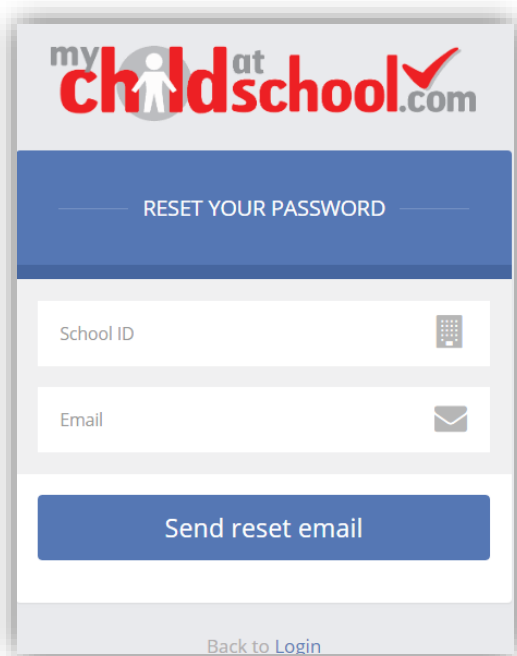 my child at school.com
RESET YOUR PASSWORD
School ID
Email
Send reset email
Back to Login